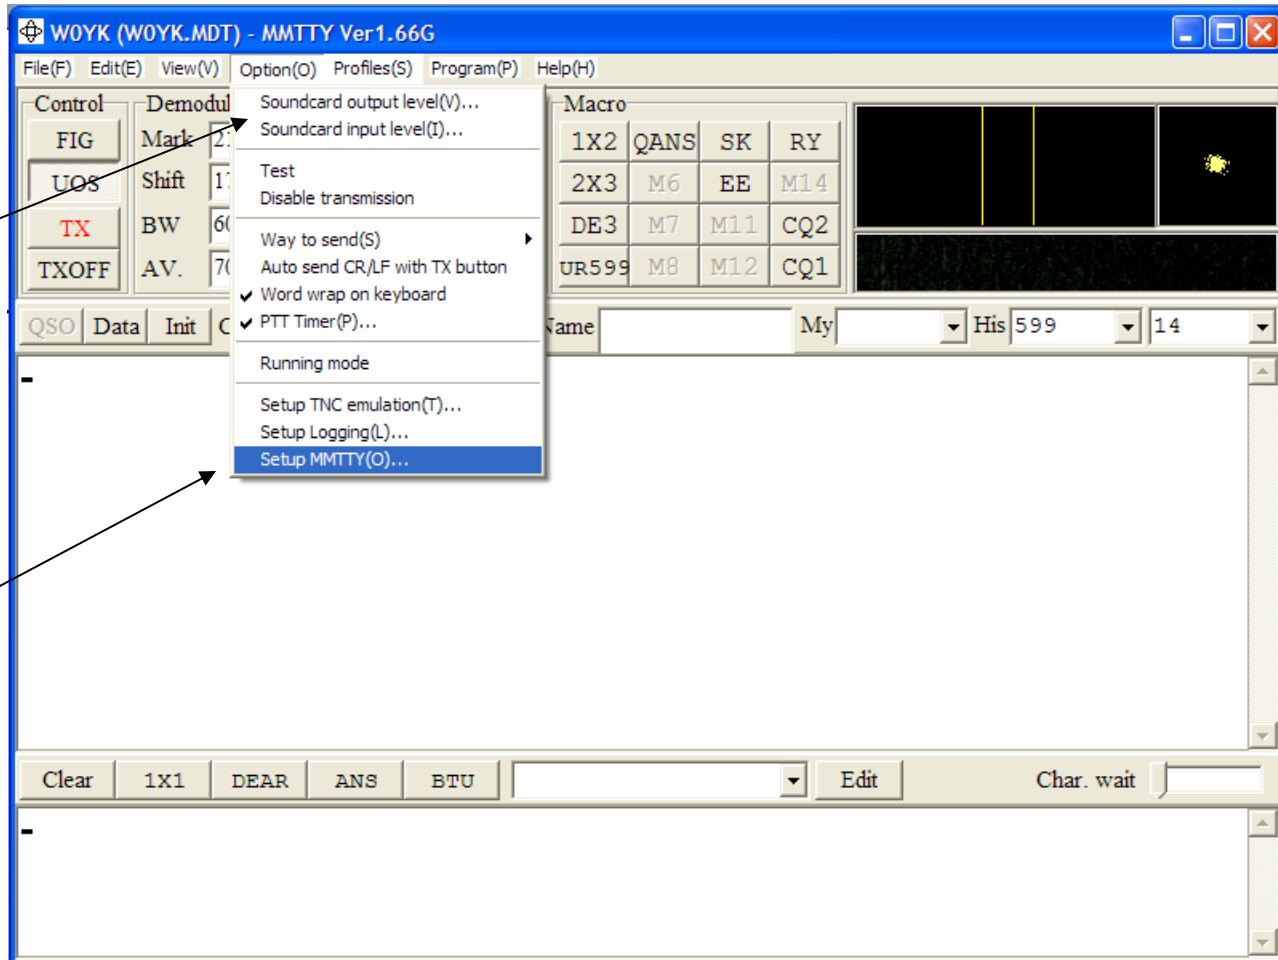 W0YK (W0YK.MDT) - MMTTY Ver1.66G
File(F) Edit(E) View(V) Option(O) Profiles(S) Program(P) Help(H)
Control
FIG
UOS
TX
TXOFF
Mark
Shift
BW
AV.
Soundcard output level(V)...
Soundcard input level(I)...
Test
Disable transmission
Way to send(S)
Auto send CR/LF with TX button
Word wrap on keyboard
PTT Timer(P)...
Running mode
Setup TNC emulation(T)...
Setup Logging(L)...
Setup MMTTY(O)...
Macro
1X2 QANS SK RY
2X3 M6 EE M14
DE3 M7 M11 CQ2
UR599 M8 M12 CQ1
QSO Data Init Name My His 599 14
Clear 1X1 DEAR ANS BTU Edit Char. wait